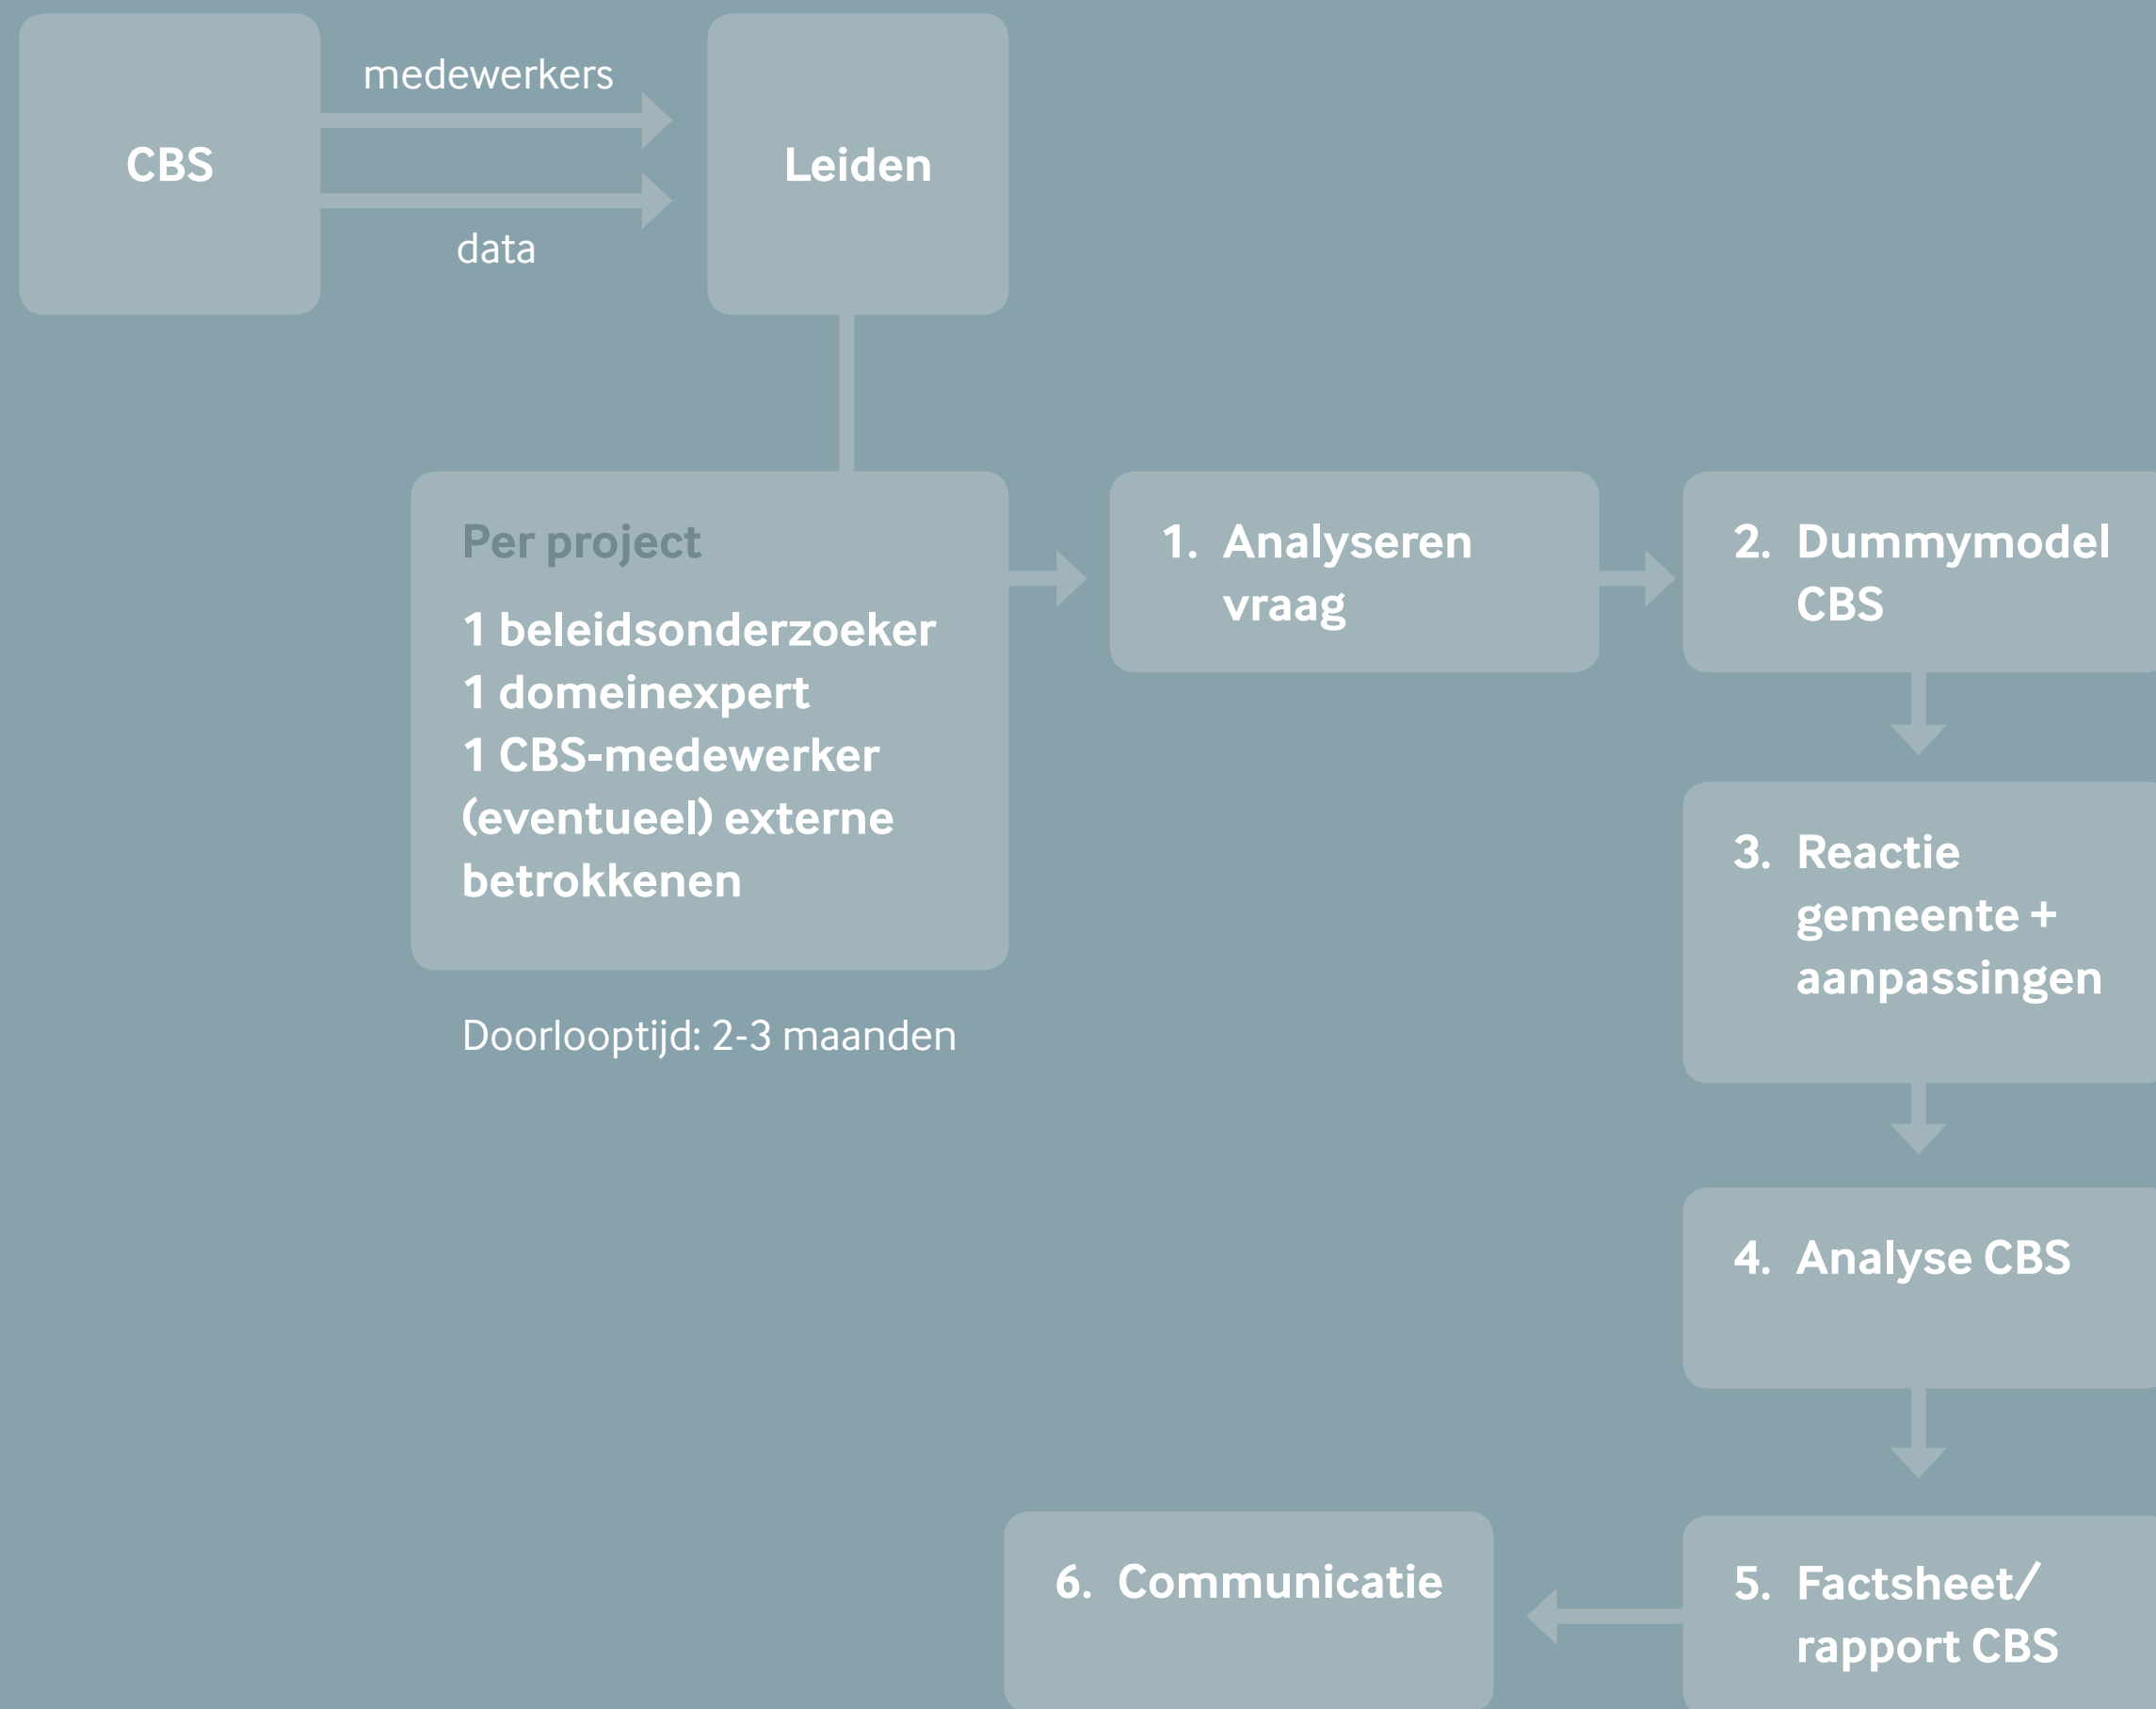 CBS
medewerkers
data
Leiden
Per project
1 beleidsonderzoeker
1 domeinexpert
1 CBS-medewerker
(eventueel) externe
betrokkenen
Doorlooptijd: 2-3 maanden
1. Analyseren
vraag
2. Dummymodel
CBS
3. Reactie
gemeente +
aanpassingen
4. Analyse CBS
5. Factsheet/
rapport CBS
6. Communicatie